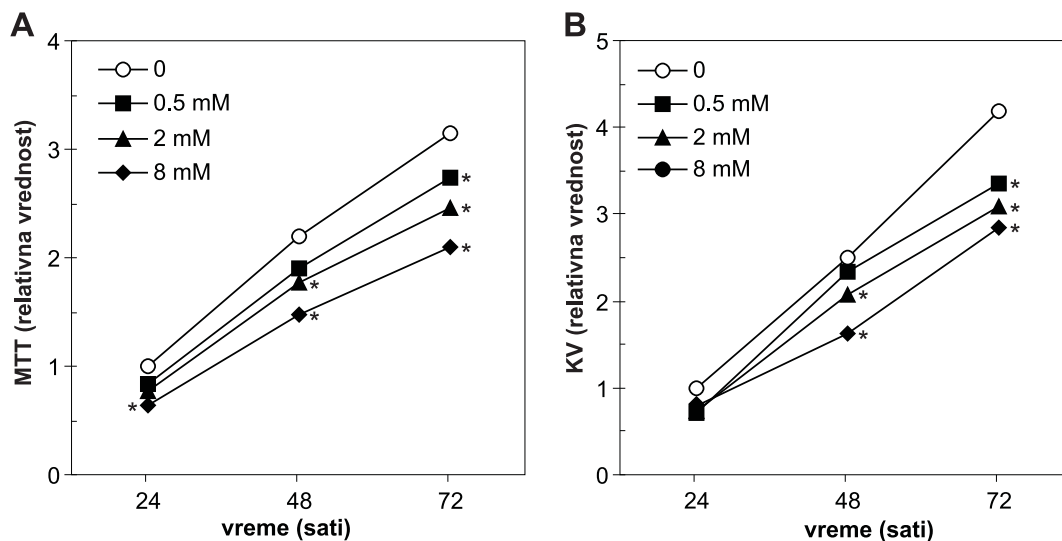 A
MTT (relativna vrednost)
4
3
2
1
0
0
0.5 mM
2 mM
8 mM
*
*
*
*
*
*
24
48
72
vreme (sati)
B
KV (relativna vrednost)
5
4
3
2
1
0
0
0.5 mM
2 mM
8 mM
*
*
*
*
*
24
48
72
vreme (sati)